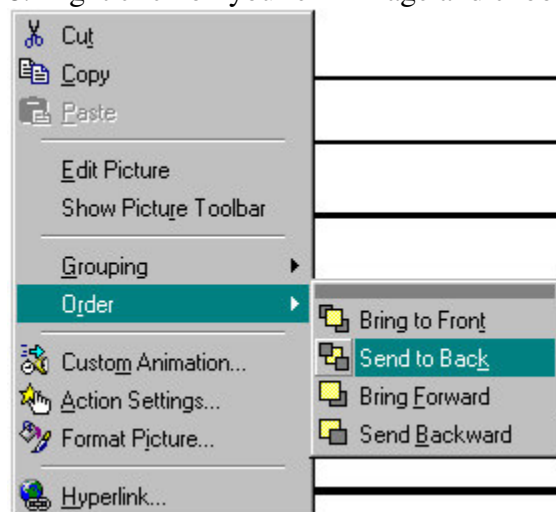 Cut
Copy
Paste
Edit Picture
Show Picture Toolbar
Grouping
Order
Bring to Front
Send to Back
Bring Forward
Send Backward
Custom Animation...
Action Settings...
Format Picture...
Hyperlink...